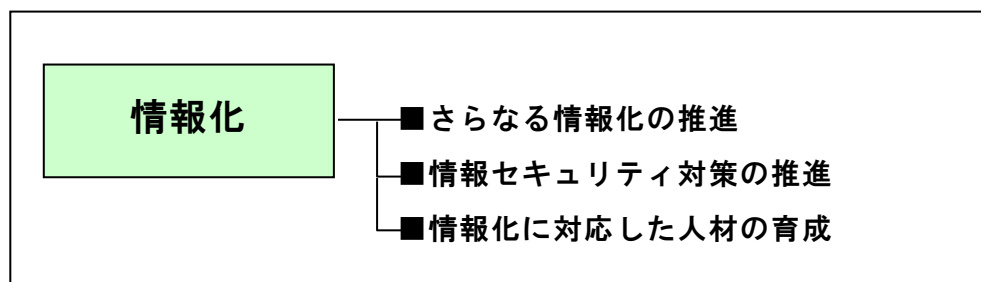 情報化
■さらなる情報化の推進
■情報セキュリティ対策の推進
■情報化に対応した人材の育成